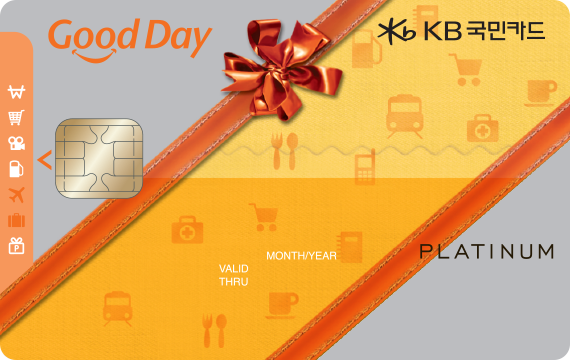 Good Day
KB 국민카드
PLATINUM
MONTH/YEAR
VALID
THRU
₩
P